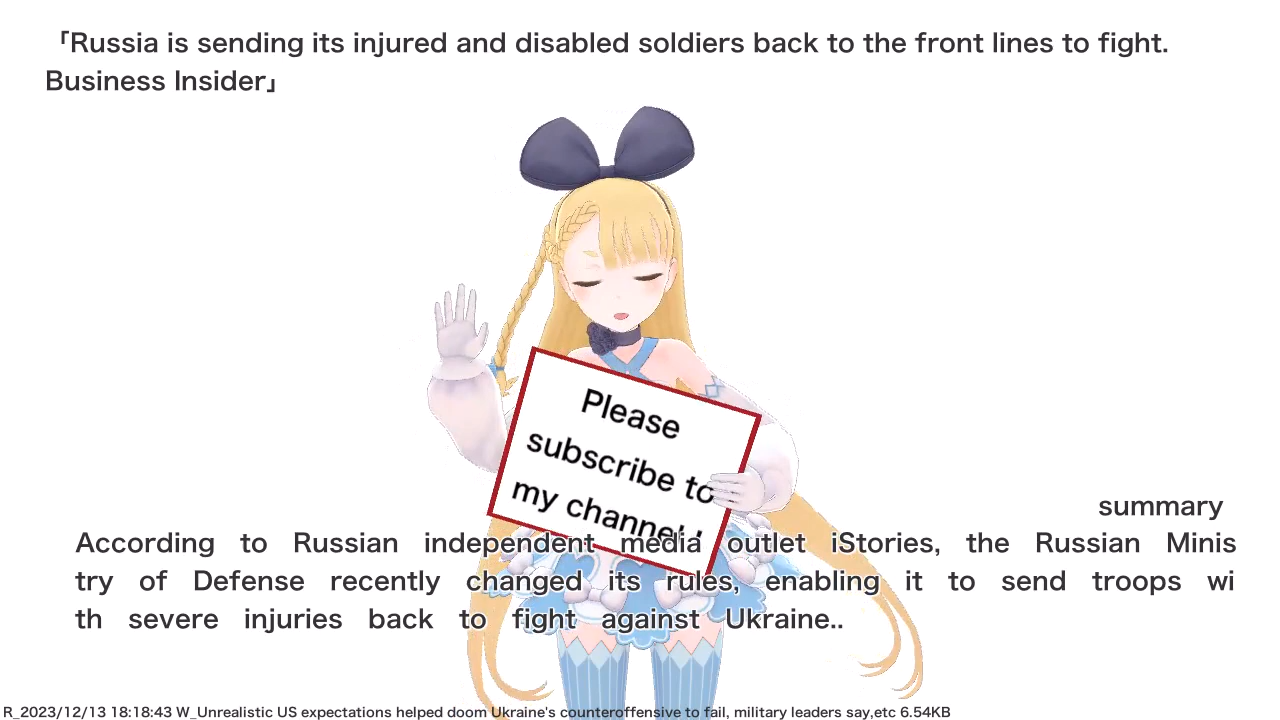 「Russia is sending its injured and disabled soldiers back to the front lines to fight.
Business Insider」
Please
subscribe to
my channel!
summary
According to Russian independent media outlet iStories, the Russian Minis
try of Defense recently changed its rules, enabling it to send troops wi
th severe injuries back to fight against Ukraine..
R_2023/12/13 18:18:43 W_Unrealistic US expectations helped doom Ukraine's counteroffensive to fail, military leaders say,etc 6.54KB